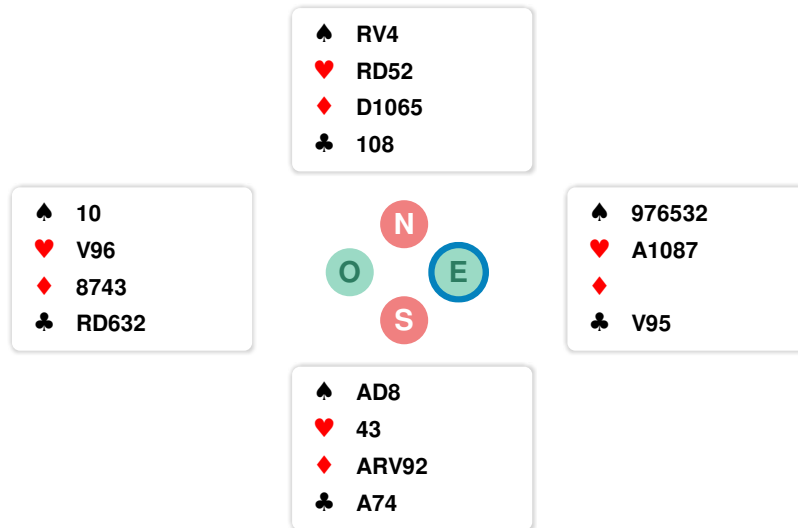 ♠ RV4
♥ RD52
♦ D1065
♣ 108
♠ 10
♥ V96
♦ 8743
♣ RD632
N
O
E
S
♠ 976532
♥ A1087
♦
♣ V95
♠ AD8
♥ 43
♦ ARV92
♣ A74